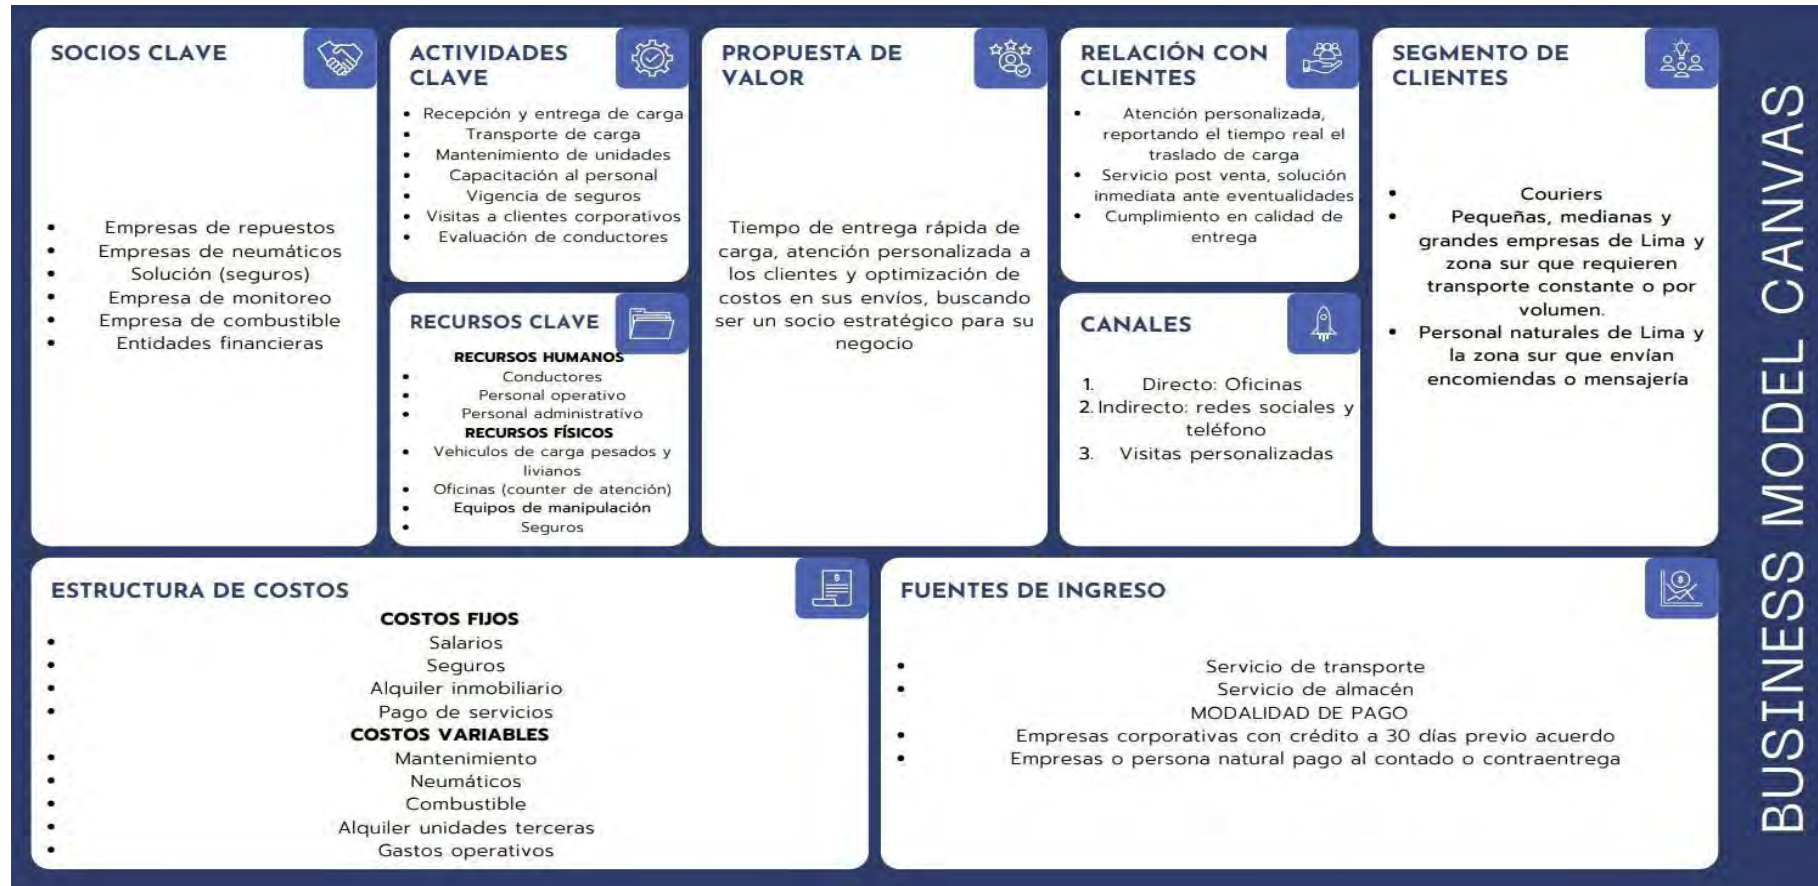 SOCIOS CLAVE
• Empresas de repuestos
• Empresas de neumáticos
• Solución (seguros)
• Empresa de monitoreo
• Empresa de combustible
• Entidades financieras
ACTIVIDADES
CLAVE
• Recepción y entrega de carga
• Transporte de carga
• Mantenimiento de unidades
• Capacitación al personal
• Vigencia de seguros
• Visitas a clientes corporativos
• Evaluación de conductores
RECURSOS CLAVE
RECURSOS HUMANOS
• Conductores
• Personal operativo
• Personal administrativo
RECURSOS FÍSICOS
• Vehiculos de carga pesados y
livianos
• Oficinas (counter de atención)
• Equipos de manipulación
• Seguros
PROPUESTA DE
VALOR
Tiempo de entrega rápida de
carga, atención personalizada a
los clientes y optimización de
costos en sus envíos, buscando
ser un socio estratégico para su
negocio
RELACIÓN CON
CLIENTES
• Atención personalizada,
reportando el tiempo real el
traslado de carga
• Servicio post venta, solución
inmediata ante eventualidades
• Cumplimiento en calidad de
entrega
CANALES
1. Directo: Oficinas
2. Indirecto: redes sociales y
teléfono
3. Visitas personalizadas
SEGMENTO DE
CLIENTES
• Couriers
• Pequeñas, medianas y
grandes empresas de Lima y
zona sur que requieren
transporte constante o por
volumen.
• Personal naturales de Lima y
la zona sur que envían
encomiendas o mensajería
ESTRUCTURA DE COSTOS
COSTOS FIJOS
• Salarios
• Seguros
• Alquiler inmobiliario
• Pago de servicios
COSTOS VARIABLES
• Mantenimiento
• Neumáticos
• Combustible
• Alquiler unidades terceras
• Gastos operativos
FUENTES DE INGRESO
• Servicio de transporte
• Servicio de almacén
MODALIDAD DE PAGO
• Empresas corporativas con crédito a 30 días previo acuerdo
• Empresas o persona natural pago al contado o contraentrega
BUSINESS MODEL CANVAS